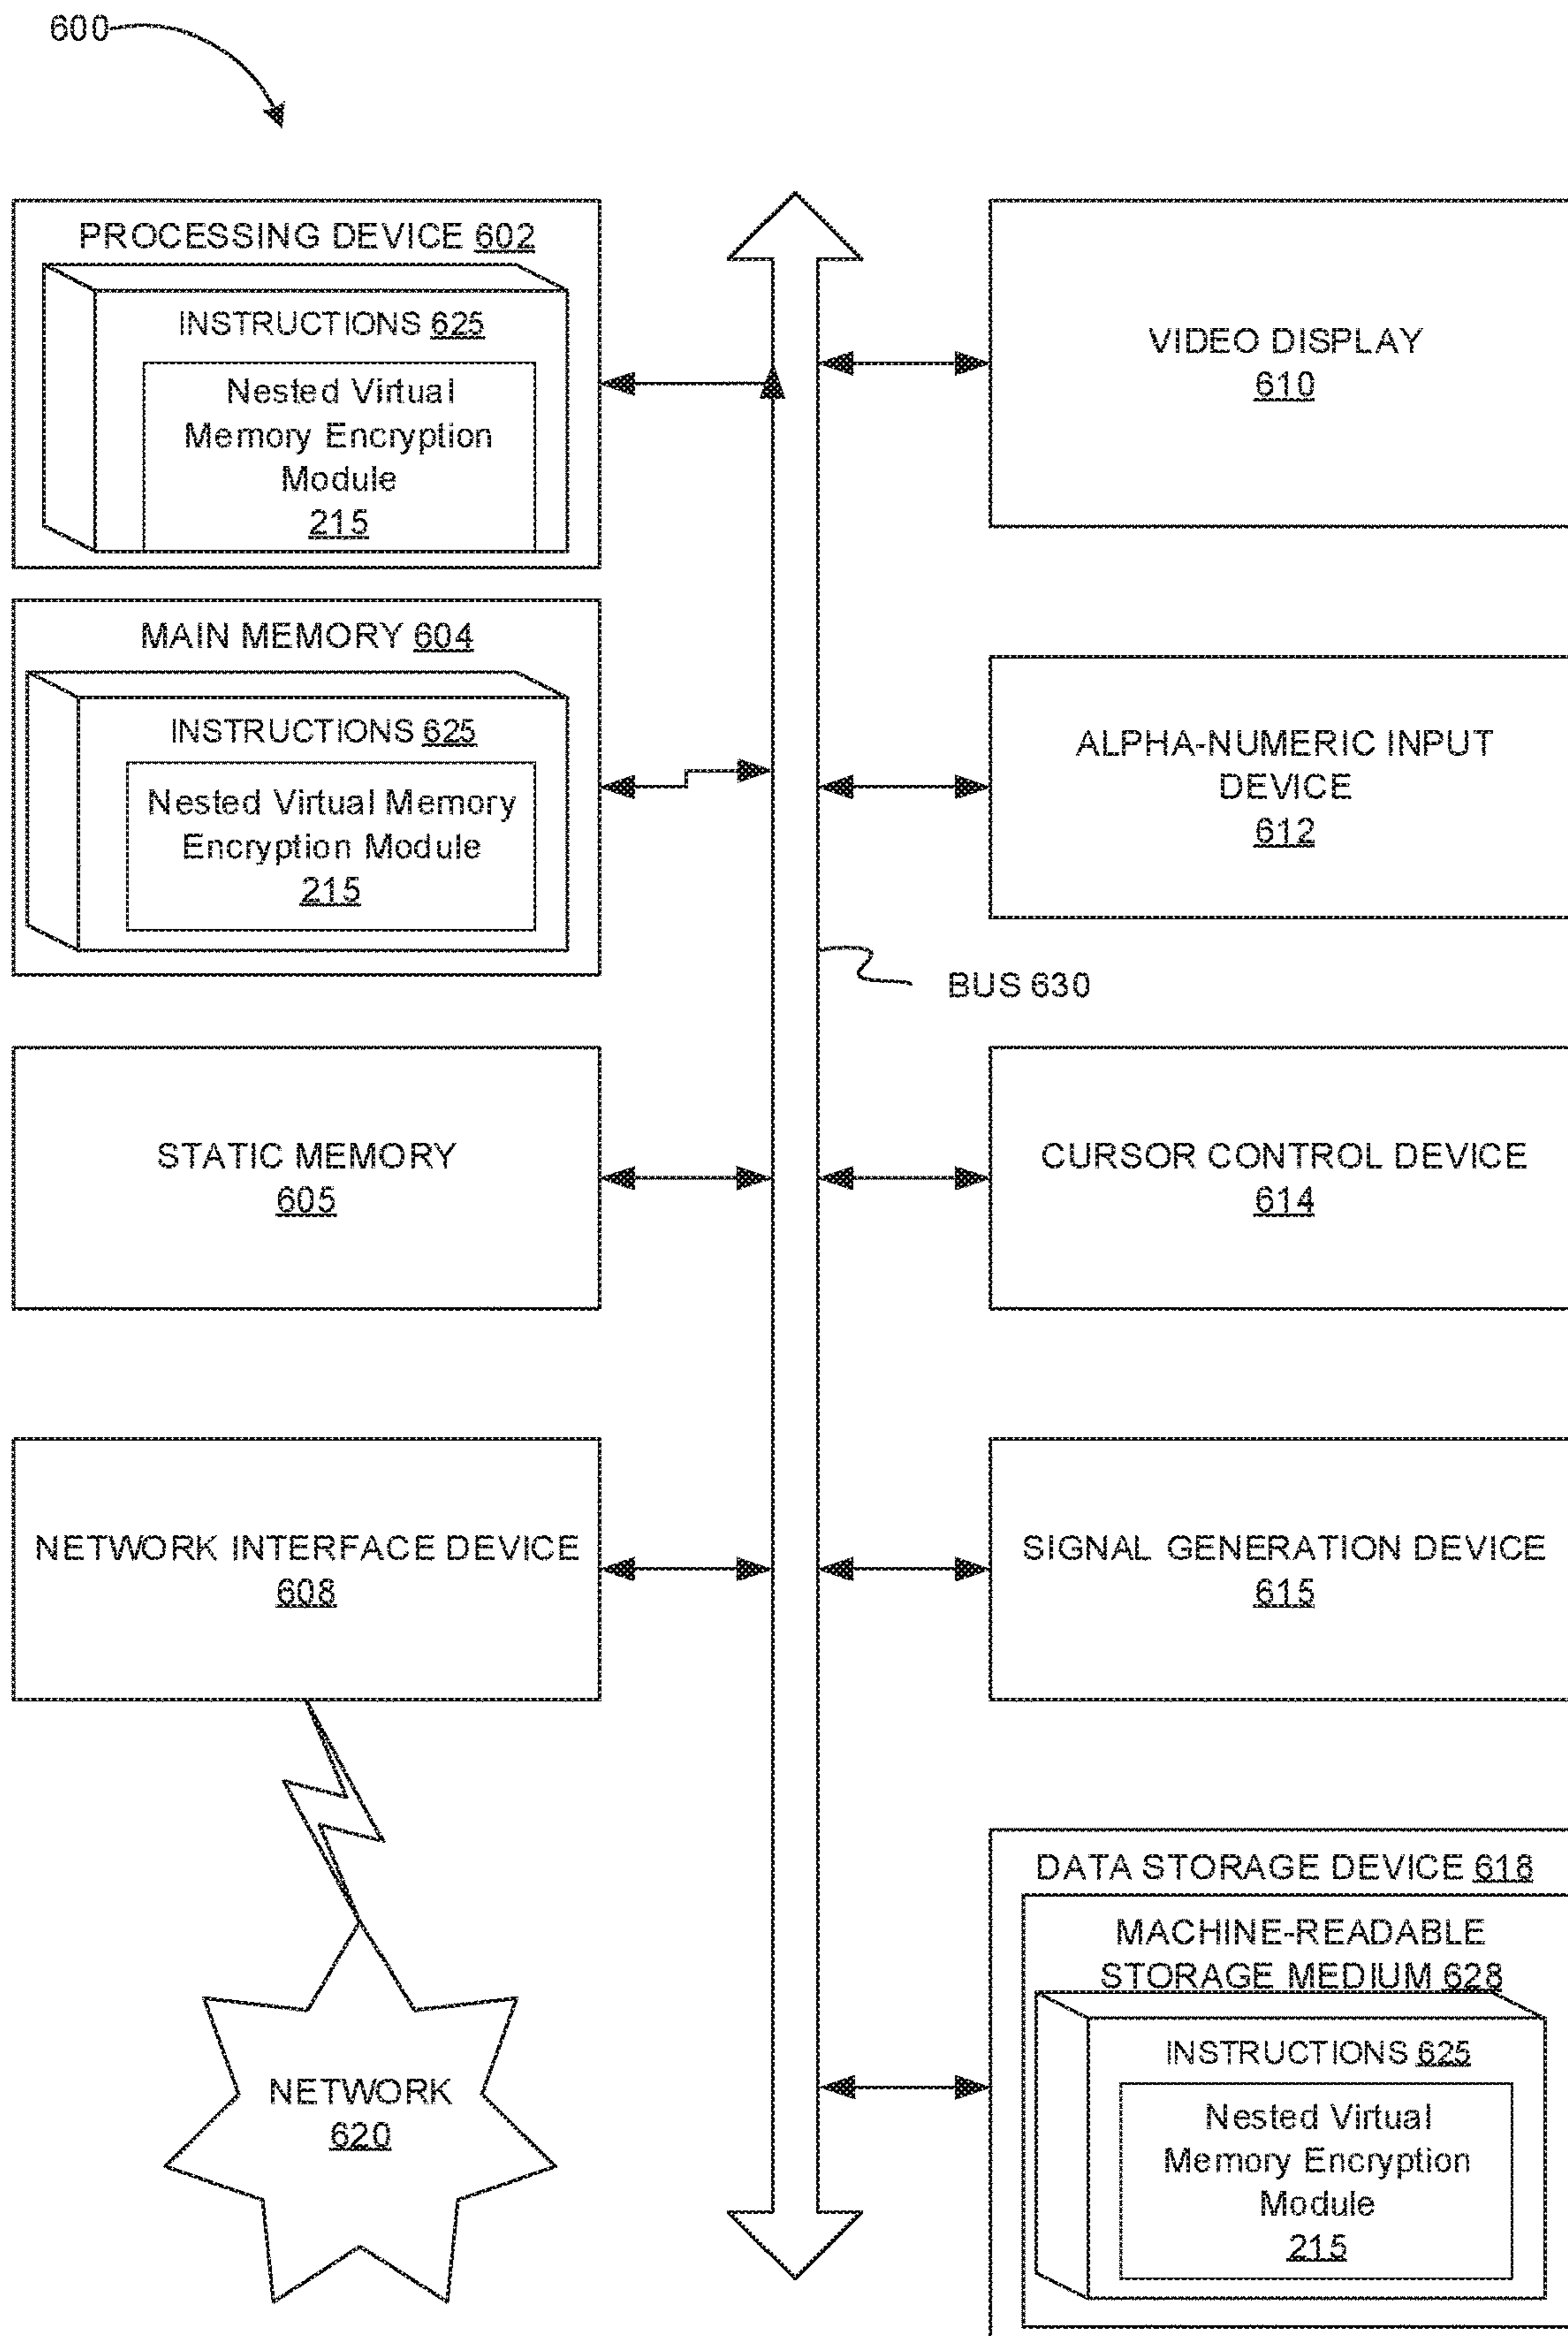 600
PROCESSING DEVICE 602
INSTRUCTIONS 625
Nested Virtual
Memory Encryption
Module
215
MAIN MEMORY 604
INSTRUCTIONS 625
Nested Virtual Memory
Encryption Module
215
STATIC MEMORY
605
NETWORK INTERFACE DEVICE
608
NETWORK
620
BUS 630
VIDEO DISPLAY
610
ALPHA-NUMERIC INPUT
DEVICE
612
CURSOR CONTROL DEVICE
614
SIGNAL GENERATION DEVICE
615
DATA STORAGE DEVICE 618
MACHINE-READABLE
STORAGE MEDIUM 628
INSTRUCTIONS 625
Nested Virtual
Memory Encryption
Module
215